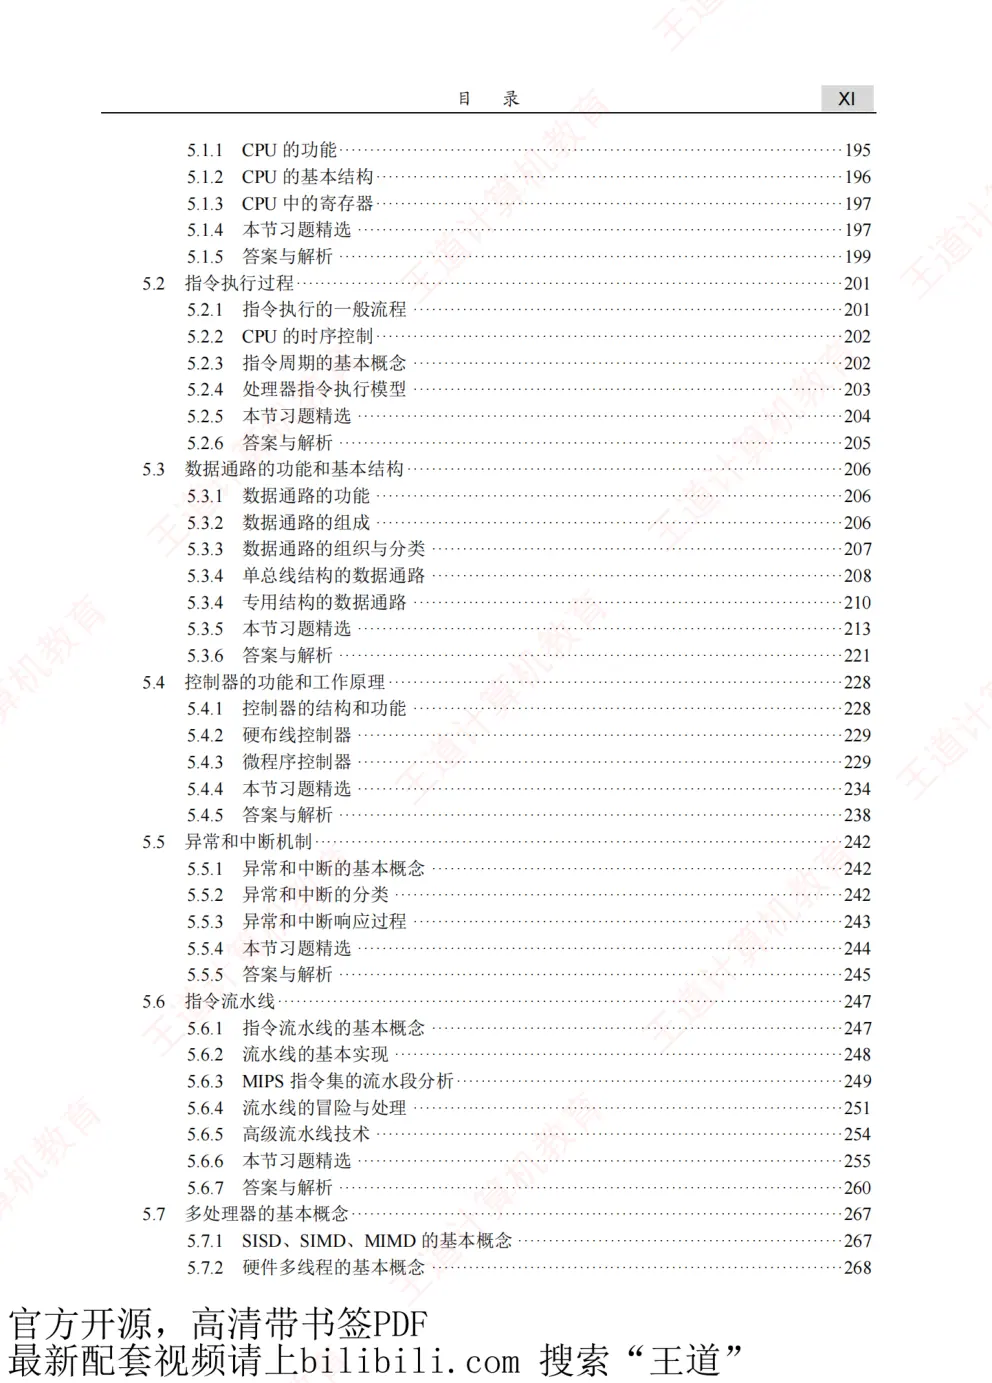 目 录 XI
5.1.1 CPU 的功能 195
5.1.2 CPU 的基本结构 196
5.1.3 CPU 中的寄存器 197
5.1.4 本节习题精选 197
5.1.5 答案与解析 199
5.2 指令执行过程 201
5.2.1 指令执行的一般流程 201
5.2.2 CPU 的时序控制 202
5.2.3 指令周期的基本概念 202
5.2.4 处理器指令执行模型 203
5.2.5 本节习题精选 204
5.2.6 答案与解析 205
5.3 数据通路的功能和基本结构 206
5.3.1 数据通路的功能 206
5.3.2 数据通路的组成 206
5.3.3 数据通路的组织与分类 207
5.3.4 单总线结构的数据通路 208
5.3.4 专用结构的数据通路 210
5.3.5 本节习题精选 213
5.3.6 答案与解析 221
5.4 控制器的功能和工作原理 228
5.4.1 控制器的结构和功能 228
5.4.2 硬布线控制器 229
5.4.3 微程序控制器 229
5.4.4 本节习题精选 234
5.4.5 答案与解析 238
5.5 异常和中断机制 242
5.5.1 异常和中断的基本概念 242
5.5.2 异常和中断的分类 242
5.5.3 异常和中断响应过程 243
5.5.4 本节习题精选 244
5.5.5 答案与解析 245
5.6 指令流水线 247
5.6.1 指令流水线的基本概念 247
5.6.2 流水线的基本实现 248
5.6.3 MIPS 指令集的流水段分析 249
5.6.4 流水线的冒险与处理 251
5.6.5 高级流水线技术 254
5.6.6 本节习题精选 255
5.6.7 答案与解析 260
5.7 多处理器的基本概念 267
5.7.1 SISD、SIMD、MIMD 的基本概念 267
5.7.2 硬件多线程的基本概念 268
官方开源，高清带书签PDF
最新配套视频请上bilibili.com 搜索“王道”
王道计算机教育